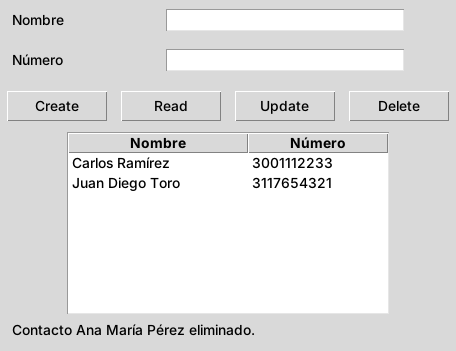 Nombre
Número
Create Read Update Delete
Nombre Número
Carlos Ramírez 3001112233
Juan Diego Toro 3117654321
Contacto Ana María Pérez eliminado.